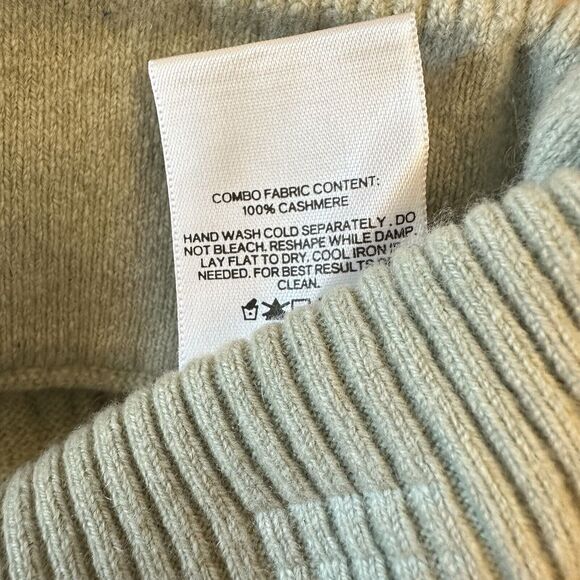 COMBO FABRIC CONTENT:
100% CASHMERE
HAND WASH COLD SEPARATELY. DO
NOT BLEACH. RESHAPE WHILE DAMP.
LAY FLAT TO DRY. COOL IRON
NEEDED. FOR BEST RESULTS
CLEAN.